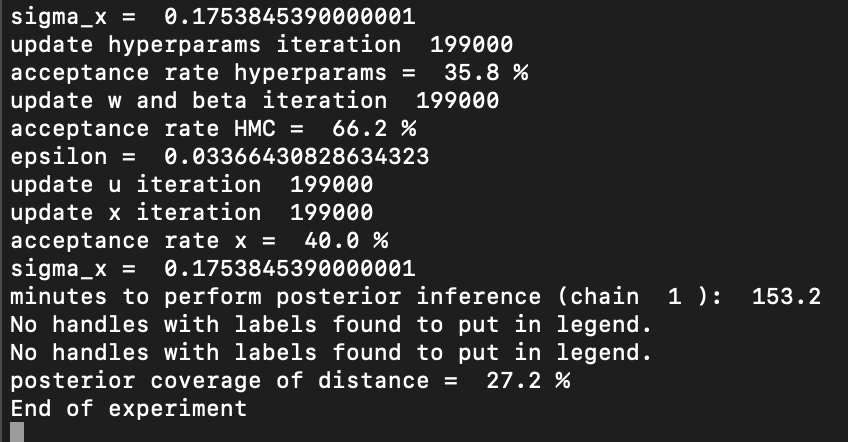 sigma_x =  0.1753845390000001
update hyperparams iteration  199000
acceptance rate hyperparams =  35.8 %
update w and beta iteration  199000
acceptance rate HMC =  66.2 %
epsilon =  0.03366430828634323
update u iteration  199000
update x iteration  199000
acceptance rate x =  40.0 %
sigma_x =  0.1753845390000001
minutes to perform posterior inference (chain  1 ):  153.2
No handles with labels found to put in legend.
No handles with labels found to put in legend.
posterior coverage of distance =  27.2 %
End of experiment